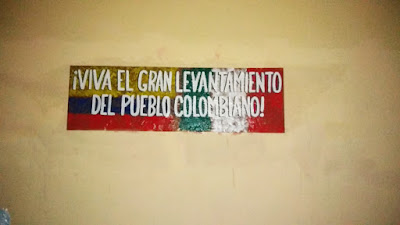 ¡VIVA EL GRAN LEVANTAMIENTO
DEL PUEBLO COLOMBIANO!